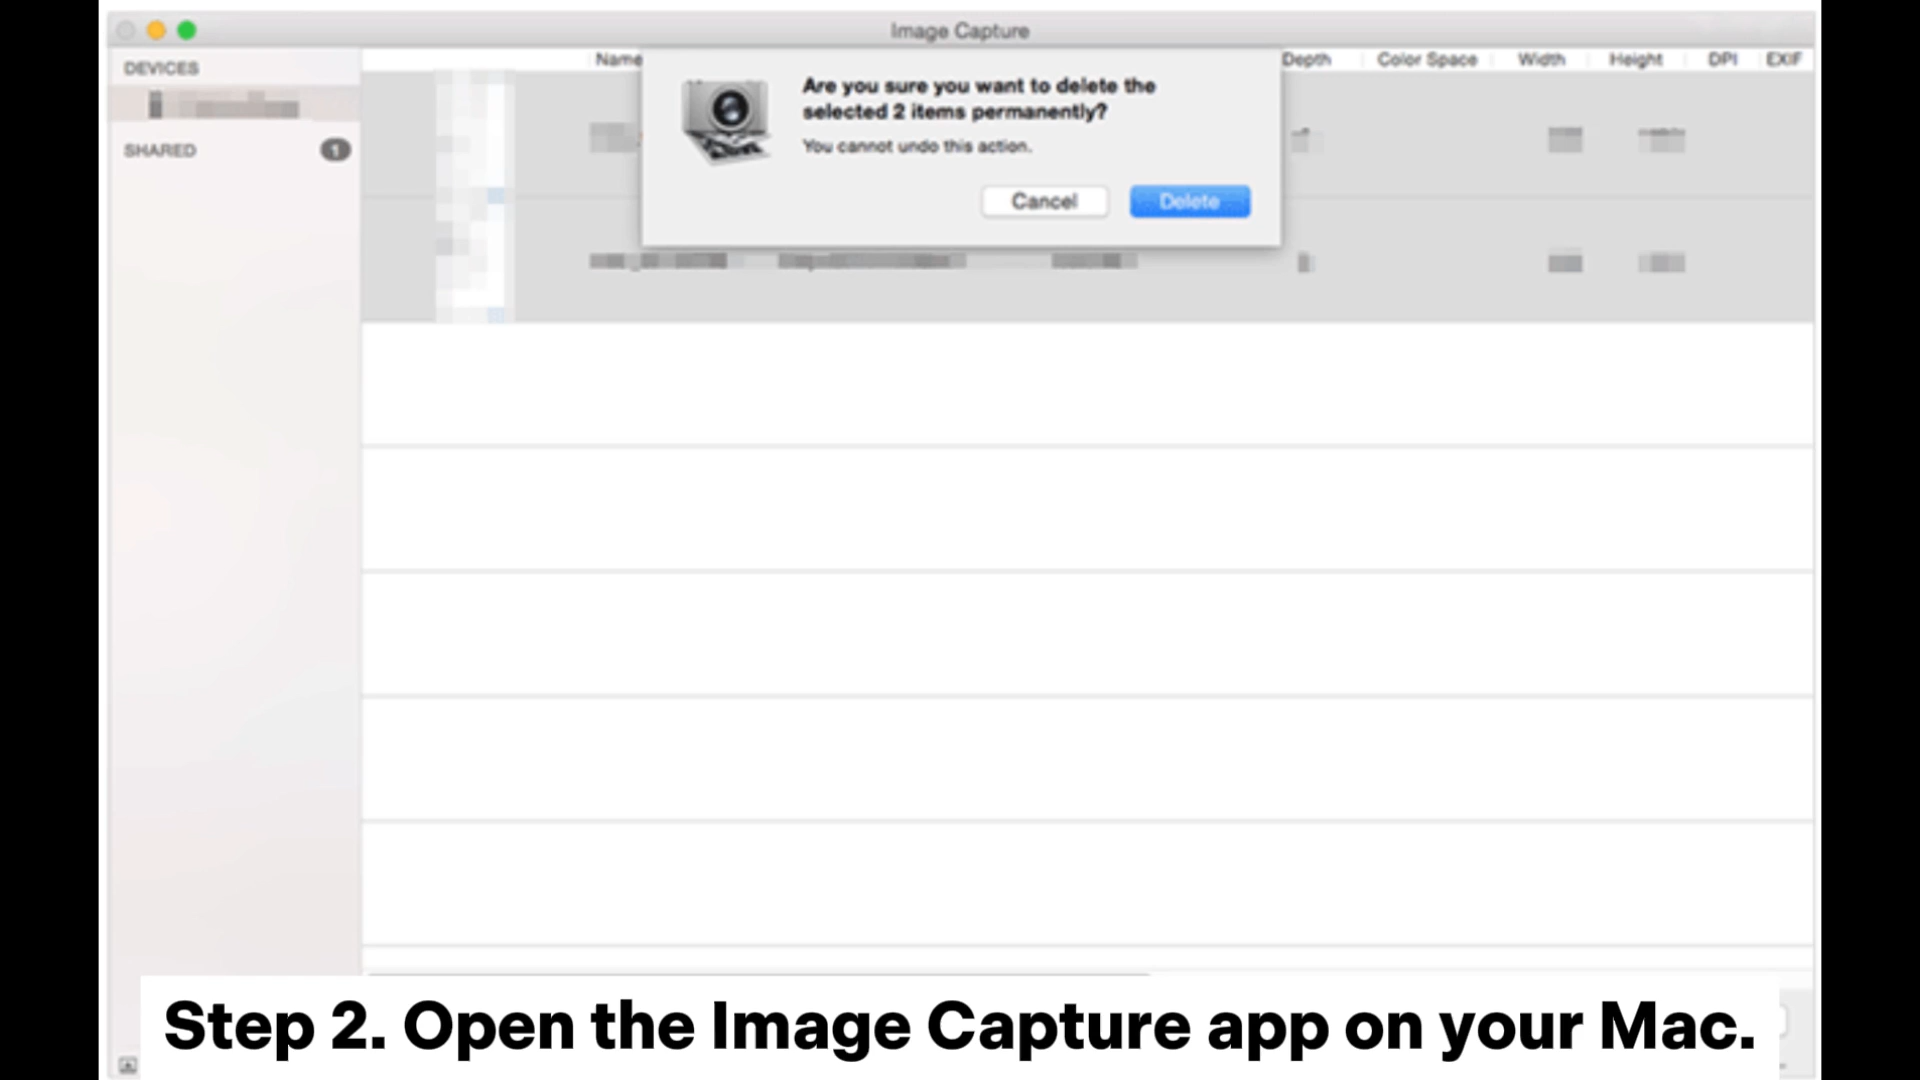 Image Capture
DEVICES
SHARED 1
Name Depth Color Space Width Height DPI EXIF
Are you sure you want to delete the
selected 2 items permanently?
You cannot undo this action.
Cancel Delete
Step 2. Open the Image Capture app on your Mac.